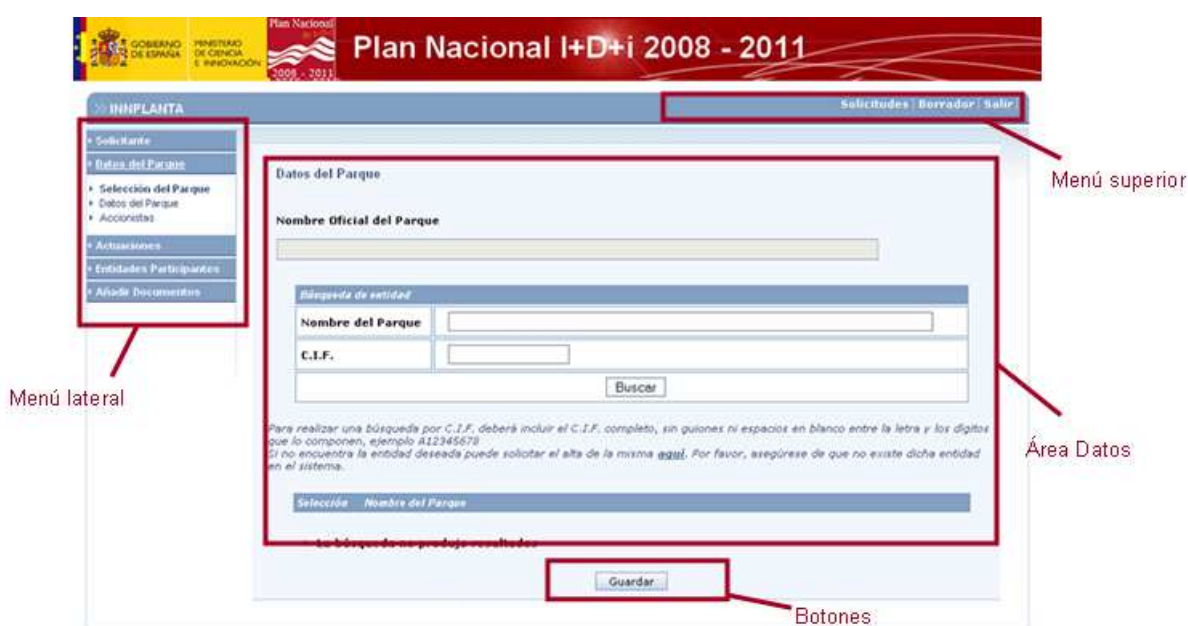 GOBIERNO DE ESPAÑA
MINISTERIO DE CIENCIA E INNOVACIÓN
Plan Nacional
2008 - 2011
Plan Nacional I+D+i 2008 - 2011
INNPLANTA
Solicitudes | Borrador | Salir |
Solicitante
Datos del Parque
Selección del Parque
Datos del Parque
Accionistas
Actuaciones
Entidades Participantes
Añadir Documentos
Menú lateral
Menú superior
Datos del Parque
Nombre Oficial del Parque
Búsqueda de entidad
Nombre del Parque
C.I.F.
Buscar
Para realizar una búsqueda por C.I.F. deberá incluir el C.I.F. completo, sin guiones ni espacios en blanco entre la letra y los dígitos
que lo componen, ejemplo A12345678
Si no encuentra la entidad deseada puede solicitar el alta de la misma aquí. Por favor, asegúrese de que no existe dicha entidad
en el sistema.
Área Datos
Selección Nombre del Parque
La búsqueda no produjo resultados
Guardar
Botones